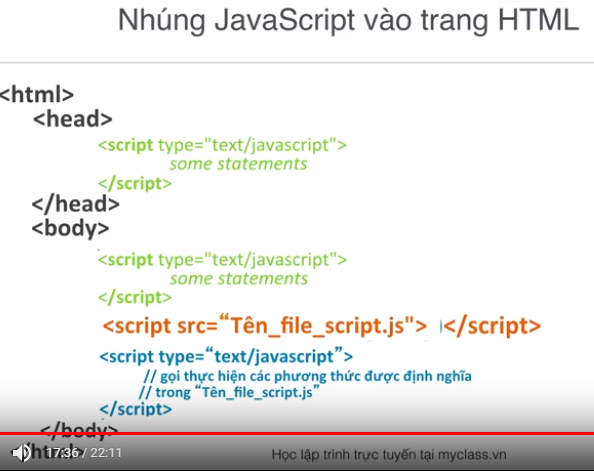 Nhúng JavaScript vào trang HTML
<html>
<head>
<script type="text/javascript">
some statements
</script>
</head>
<body>
<script type="text/javascript">
some statements
</script>
<script src=“Tên_file_script.js"> </script>
<script type=“text/javascript”>
// gọi thực hiện các phương thức được định nghĩa
// trong “Tên_file_script.js”
</script>
</body>
</html>
17:36 / 22:11
Học lập trình trực tuyến tại myclass.vn